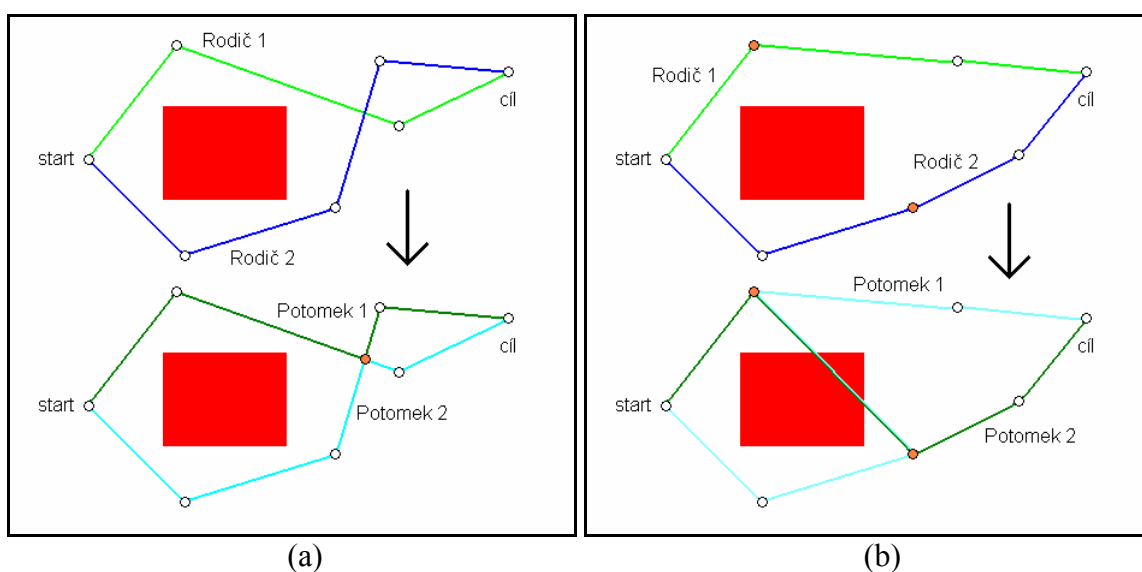 Rodič 1
cíl
start
Rodič 2
Potomek 1
cíl
start
Potomek 2
(a)
Rodič 1
cíl
start
Rodič 2
Potomek 1
cíl
start
Potomek 2
(b)